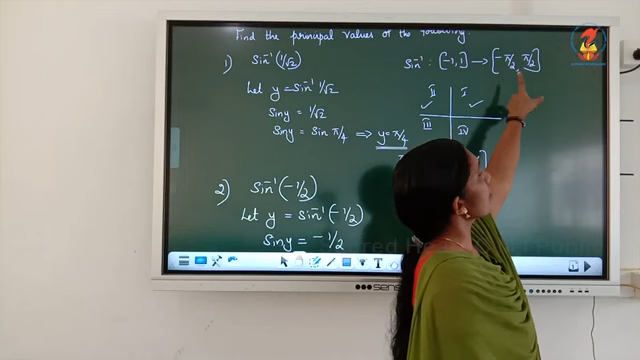 Find the principal values of the following.
1) Sin⁻¹(1/√2)
Sin⁻¹ : [-1, 1] → [-π/2, π/2]
Let y = Sin⁻¹ 1/√2
Sin y = 1/√2
Sin y = Sin π/4 ⇒ y = π/4
II I
✓ ✓
III IV
2) Sin⁻¹(-1/2)
Let y = Sin⁻¹(-1/2)
Sin y = -1/2